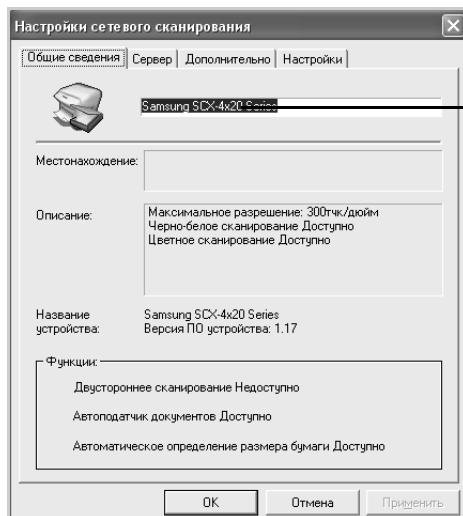 Настройки сетевого сканирования
Общие сведения Сервер Дополнительно Настройки
Samsung SCX-4x20 Series
Местонахождение:
Описание:
Максимальное разрешение: 300тчк/дюйм
Черно-белое сканирование Доступно
Цветное сканирование Доступно
Название устройства:
Samsung SCX-4x20 Series
Версия ПО устройства: 1.17
Функции:
Двустороннее сканирование Недоступно
Автоподатчик документов Доступно
Автоматическое определение размера бумаги Доступно
OK Отмена Применить